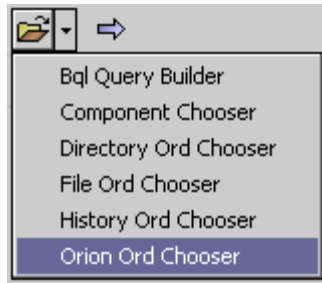 Bql Query Builder
Component Chooser
Directory Ord Chooser
File Ord Chooser
History Ord Chooser
Orion Ord Chooser